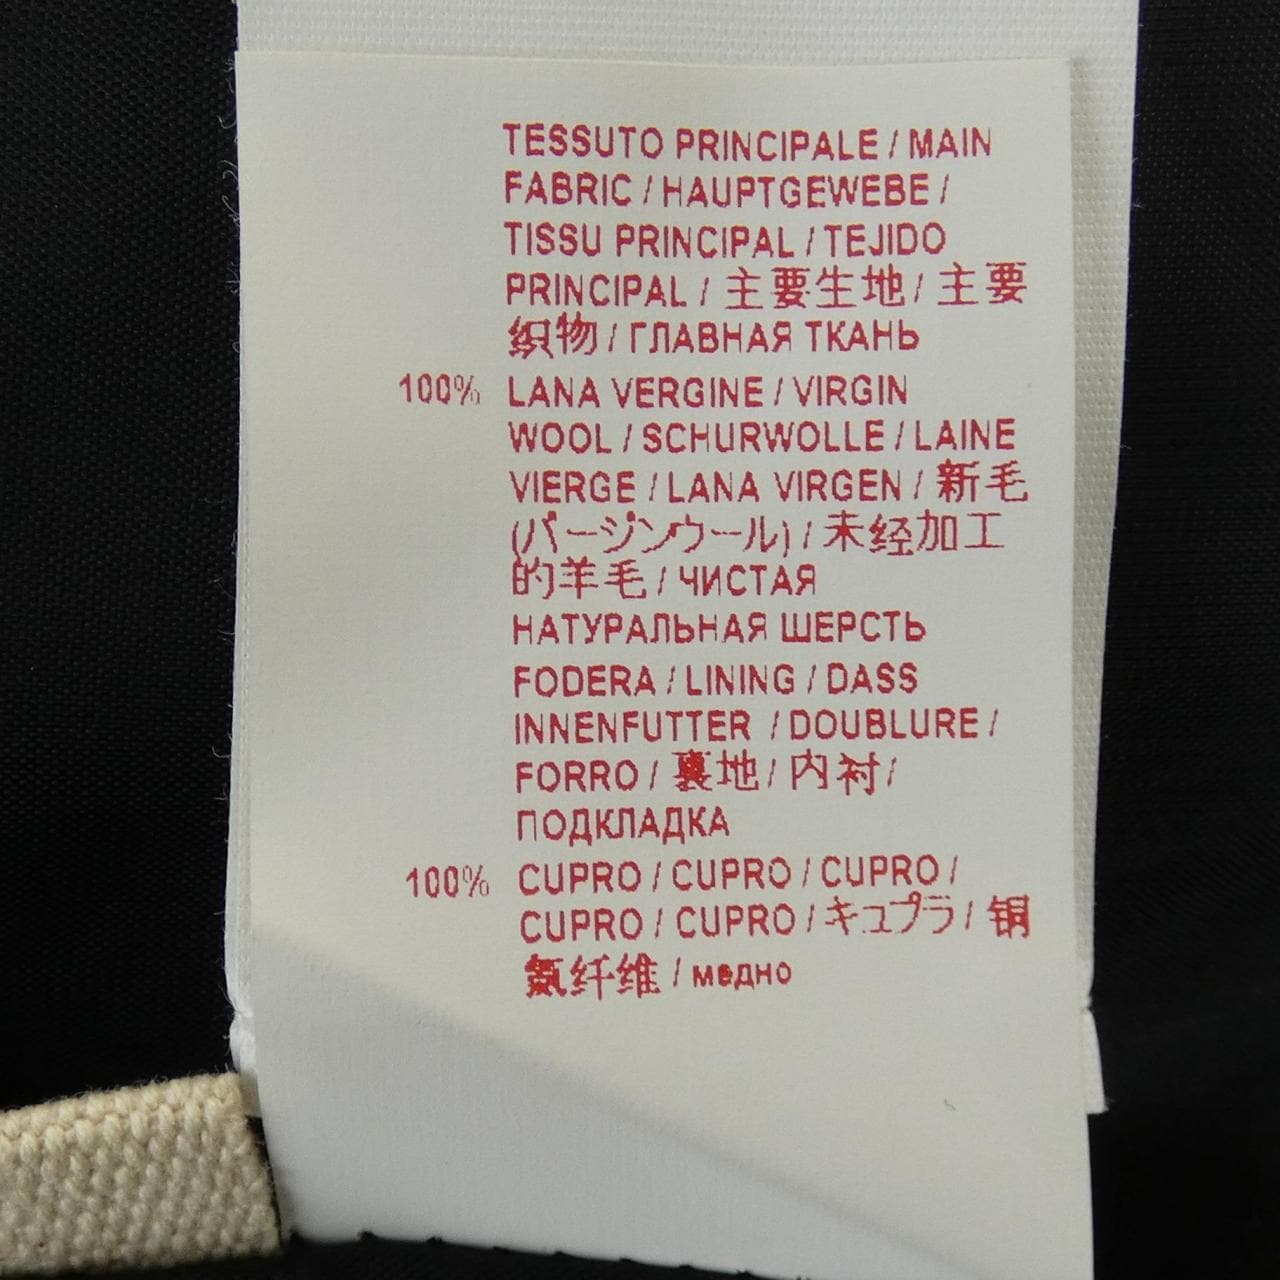 TESSUTO PRINCIPALE / MAIN
FABRIC / HAUPTGEWEBE /
TISSU PRINCIPAL / TEJIDO
PRINCIPAL / 主要生地 / 主要
织物 / ГЛАВНАЯ ТКАНЬ
100% LANA VERGINE / VIRGIN
WOOL / SCHURWOLLE / LAINE
VIERGE / LANA VIRGEN / 新毛
(バージンウール) / 未经加工
的羊毛 / ЧИСТАЯ
НАТУРАЛЬНАЯ ШЕРСТЬ
FODERA / LINING / DASS
INNENFUTTER / DOUBLURE /
FORRO / 裏地 / 内衬 /
ПОДКЛАДКА
100% CUPRO / CUPRO / CUPRO /
CUPRO / CUPRO / キュプラ / 铜
氨纤维 / медно